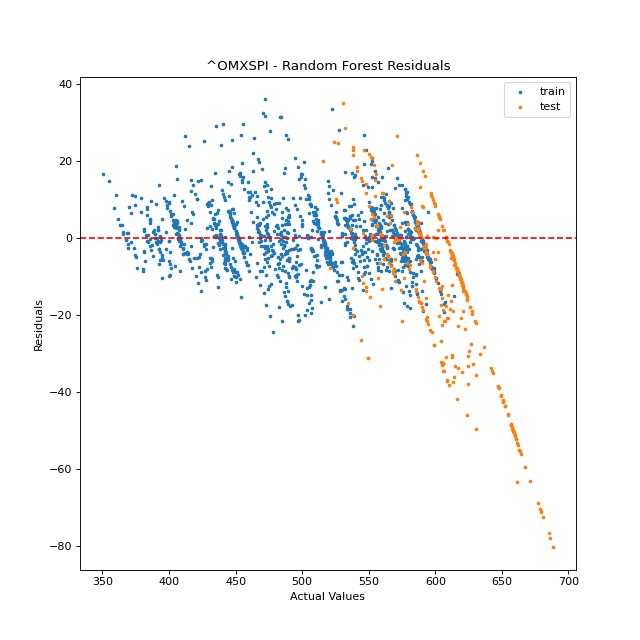 ^OMXSPI - Random Forest Residuals
train
test
40
20
0
−20
−40
−60
−80
Residuals
350 400 450 500 550 600 650 700
Actual Values